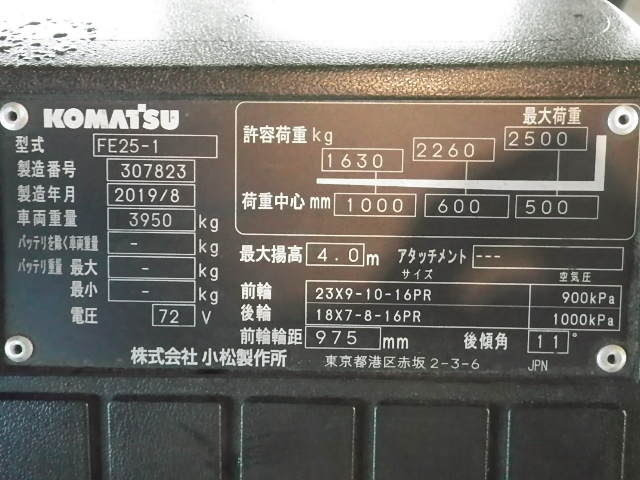 KOMATSU
型式 FE25-1
製造番号 307823
製造年月 2019/8
車両重量 3950 kg
バッテリを除く車両重量 - kg
バッテリ重量 最大 - kg
最小 - kg
電圧 72 V
最大荷重
許容荷重 kg 1630 2260 2500
荷重中心 mm 1000 600 500
最大揚高 4.0 m アタッチメント ---
サイズ 空気圧
前輪 23X9-10-16PR 900kPa
後輪 18X7-8-16PR 1000kPa
前輪輪距 975 mm 後傾角 11°
株式会社 小松製作所 東京都港区赤坂2-3-6 JPN